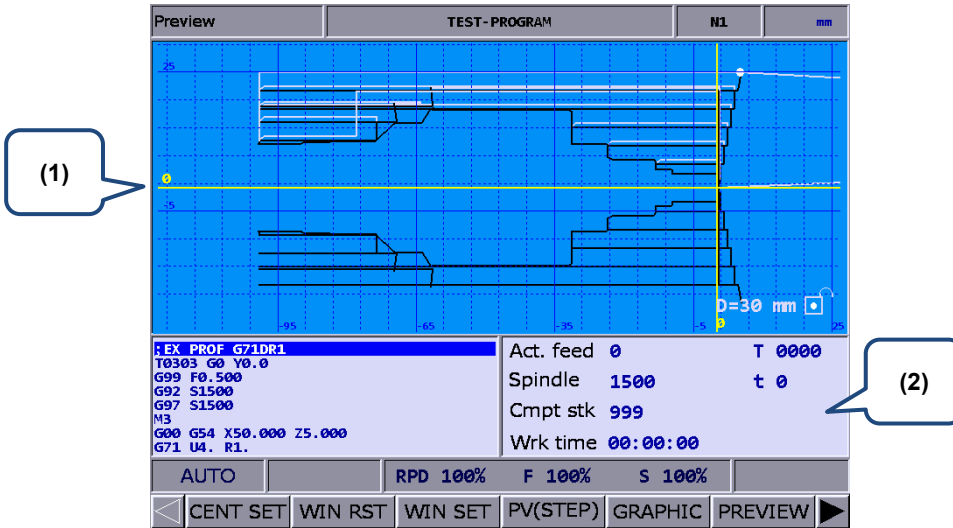 Preview TEST-PROGRAM N1 mm
25
(1)
0
-5
D=30 mm
-95 -65 -35 -5 0 25
;EX PROF G71DR1
T0303 G0 Y0.0
G99 F0.500
G92 S1500
G97 S1500
M3
G00 G54 X50.000 Z5.000
G71 U4. R1.
Act. feed 0 T 0000
Spindle 1500 t 0
Cmpt stk 999
Wrk time 00:00:00
(2)
AUTO RPD 100% F 100% S 100%
CENT SET WIN RST WIN SET PV(STEP) GRAPHIC PREVIEW